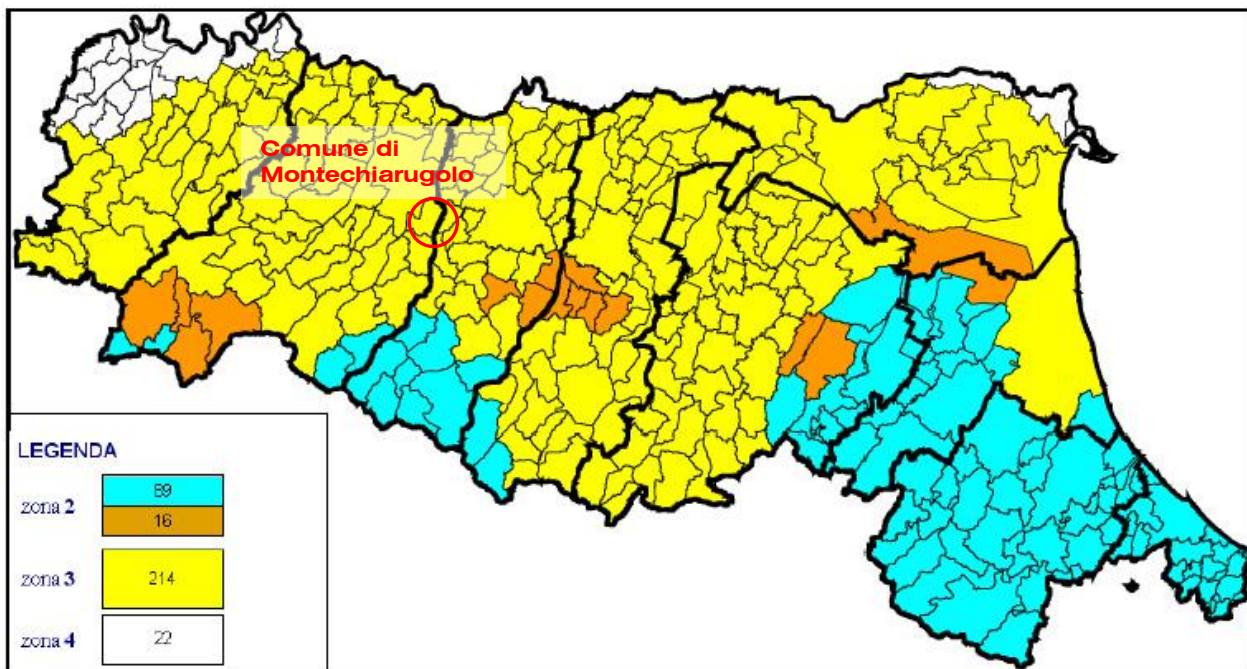 Comune di
Montechiarugolo
LEGENDA
zona 2
89
16
zona 3
214
zona 4
22